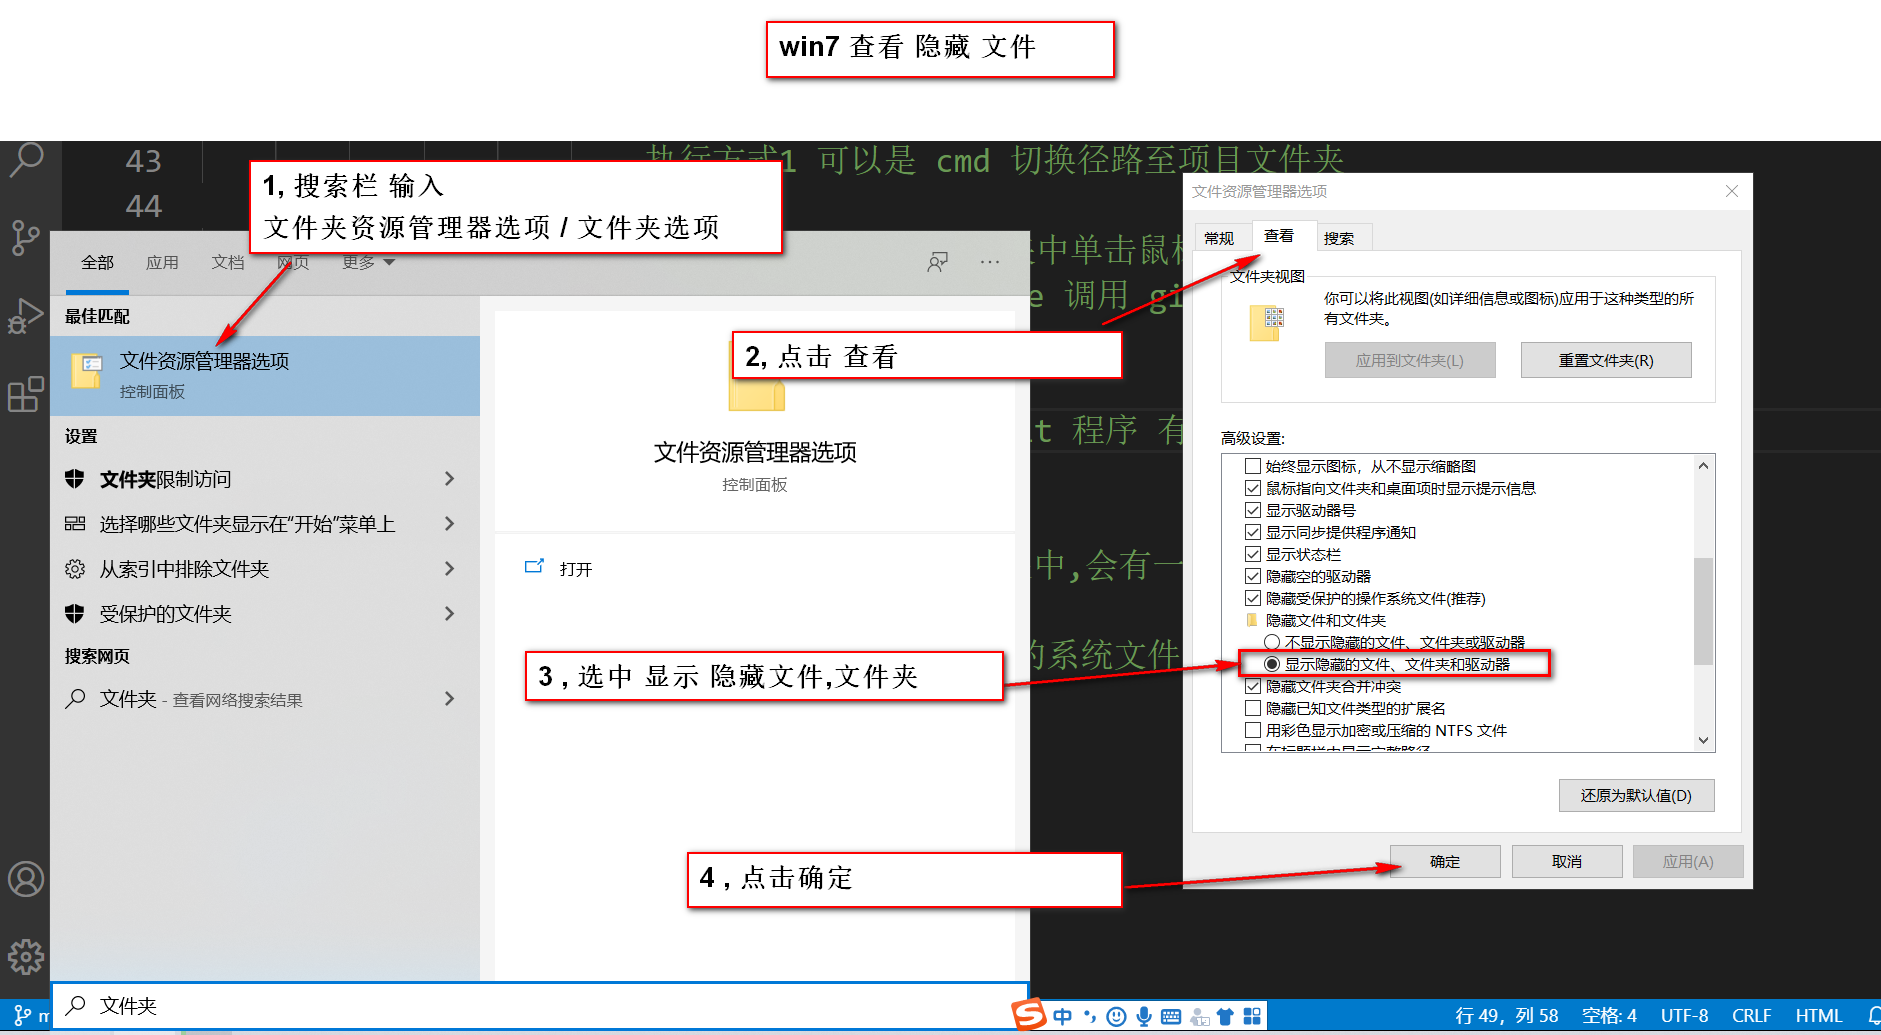 win7 查看 隐藏 文件
43
执行方式1 可以是 cmd 切换径路至项目文件夹
44
1, 搜索栏 输入
文件夹资源管理器选项 / 文件夹选项
全部
应用
文档
网页
更多
中单击鼠标
e 调用 gi
最佳匹配
文件资源管理器选项
控制面板
设置
文件夹限制访问
选择哪些文件夹显示在“开始”菜单上
从索引中排除文件夹
受保护的文件夹
搜索网页
文件夹 - 查看网络搜索结果
2, 点击 查看
文件资源管理器选项
控制面板
打开
it 程序 有
中,会有一
的系统文件
3 , 选中 显示 隐藏文件,文件夹
4 , 点击确定
文件资源管理器选项
常规
查看
搜索
文件夹视图
你可以将此视图(如详细信息或图标)应用于这种类型的所
有文件夹。
应用到文件夹(L)
重置文件夹(R)
高级设置:
始终显示图标，从不显示缩略图
鼠标指向文件夹和桌面项时显示提示信息
显示驱动器号
显示同步提供程序通知
显示状态栏
隐藏空的驱动器
隐藏受保护的操作系统文件(推荐)
隐藏文件和文件夹
不显示隐藏的文件、文件夹或驱动器
显示隐藏的文件、文件夹和驱动器
隐藏文件夹合并冲突
隐藏已知文件类型的扩展名
用彩色显示加密或压缩的 NTFS 文件
在标题栏中显示完整路径
还原为默认值(D)
确定
取消
应用(A)
文件夹
m
中
行 49，列 58
空格: 4
UTF-8
CRLF
HTML